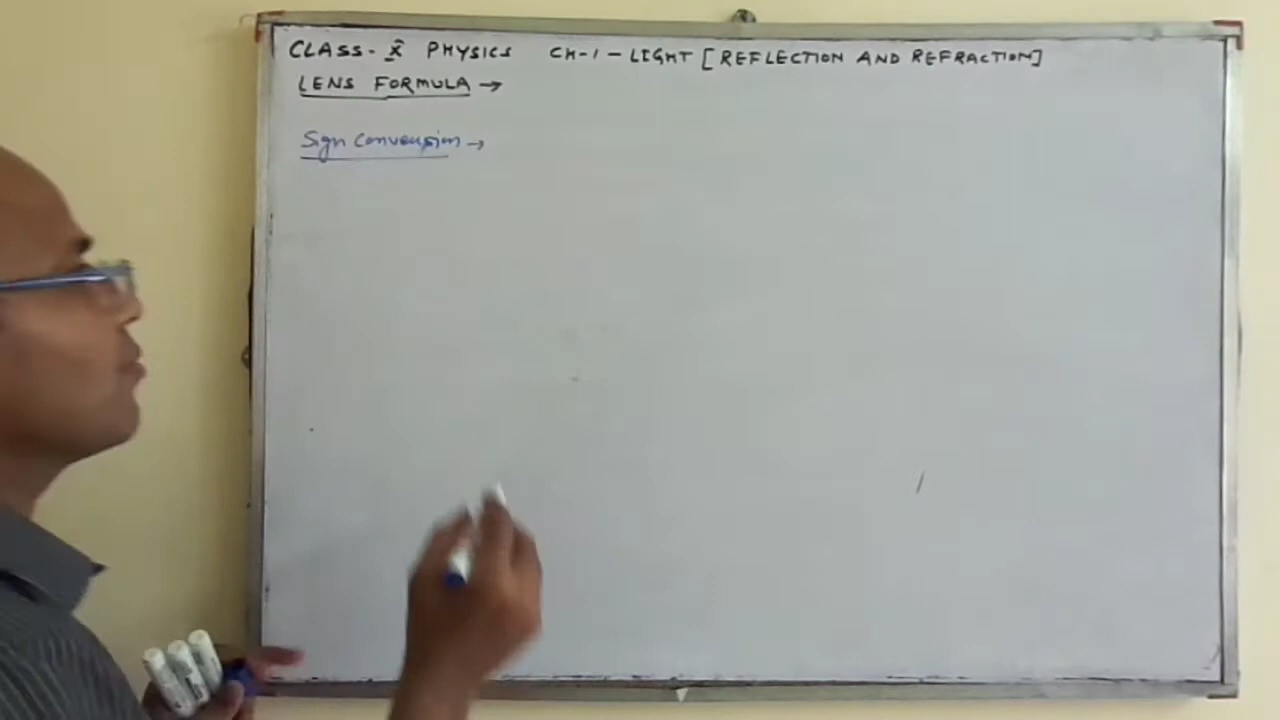 CLASS- X PHYSICS CH-1 - LIGHT [REFLECTION AND REFRACTION]
LENS FORMULA →
Sign Convension →